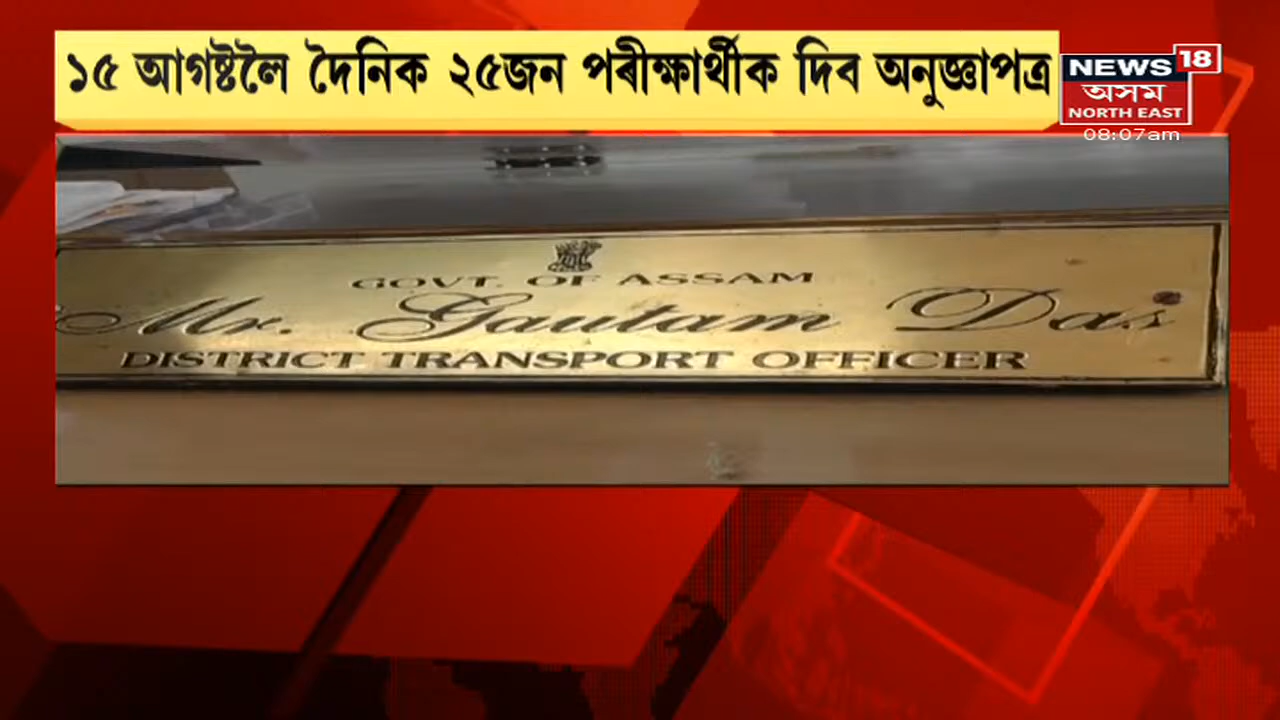 ১৫ আগষ্টলৈ দৈনিক ২৫জন পৰীক্ষাৰ্থীক দিব অনুজ্ঞাপত্ৰ
NEWS 18
অসম
NORTH EAST
08:07am
GOVT. OF ASSAM
Mr. Gautam Das
DISTRICT TRANSPORT OFFICER